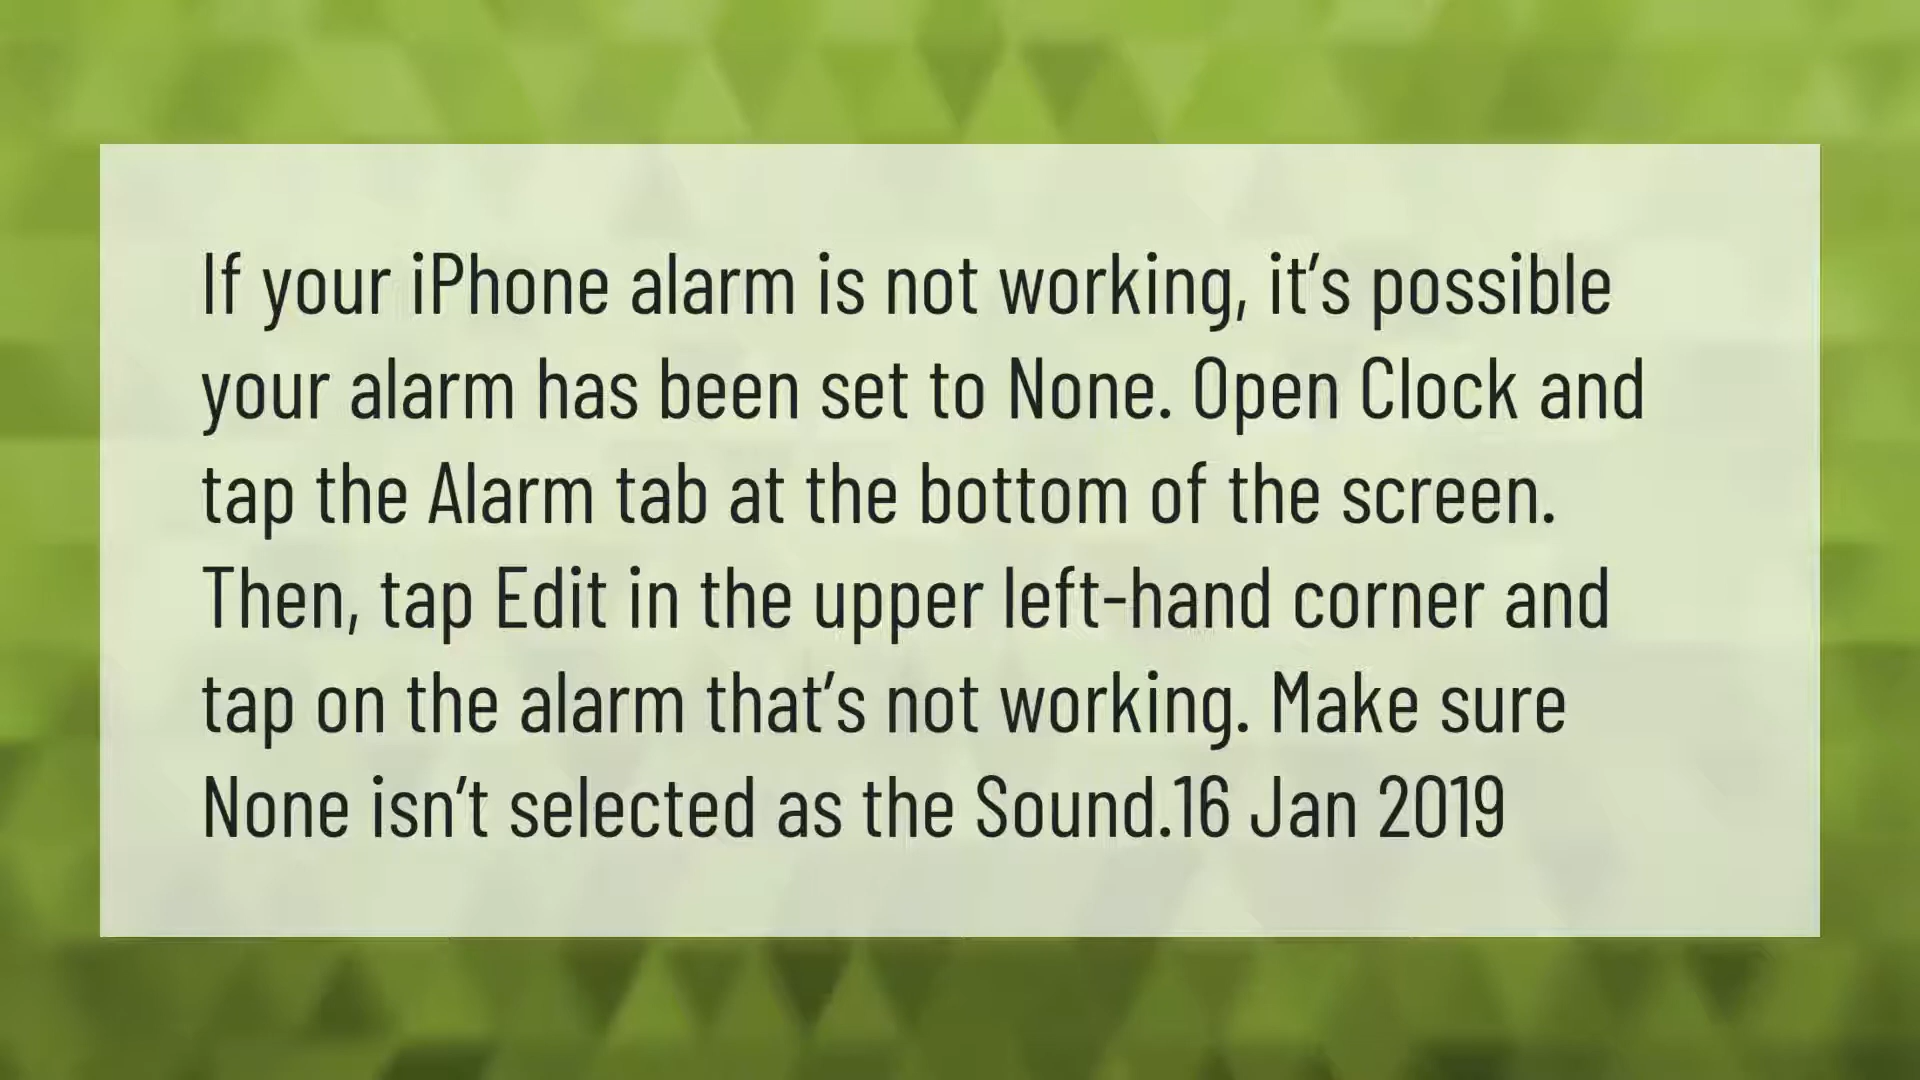 If your iPhone alarm is not working, it’s possible
your alarm has been set to None. Open Clock and
tap the Alarm tab at the bottom of the screen.
Then, tap Edit in the upper left-hand corner and
tap on the alarm that’s not working. Make sure
None isn’t selected as the Sound.16 Jan 2019